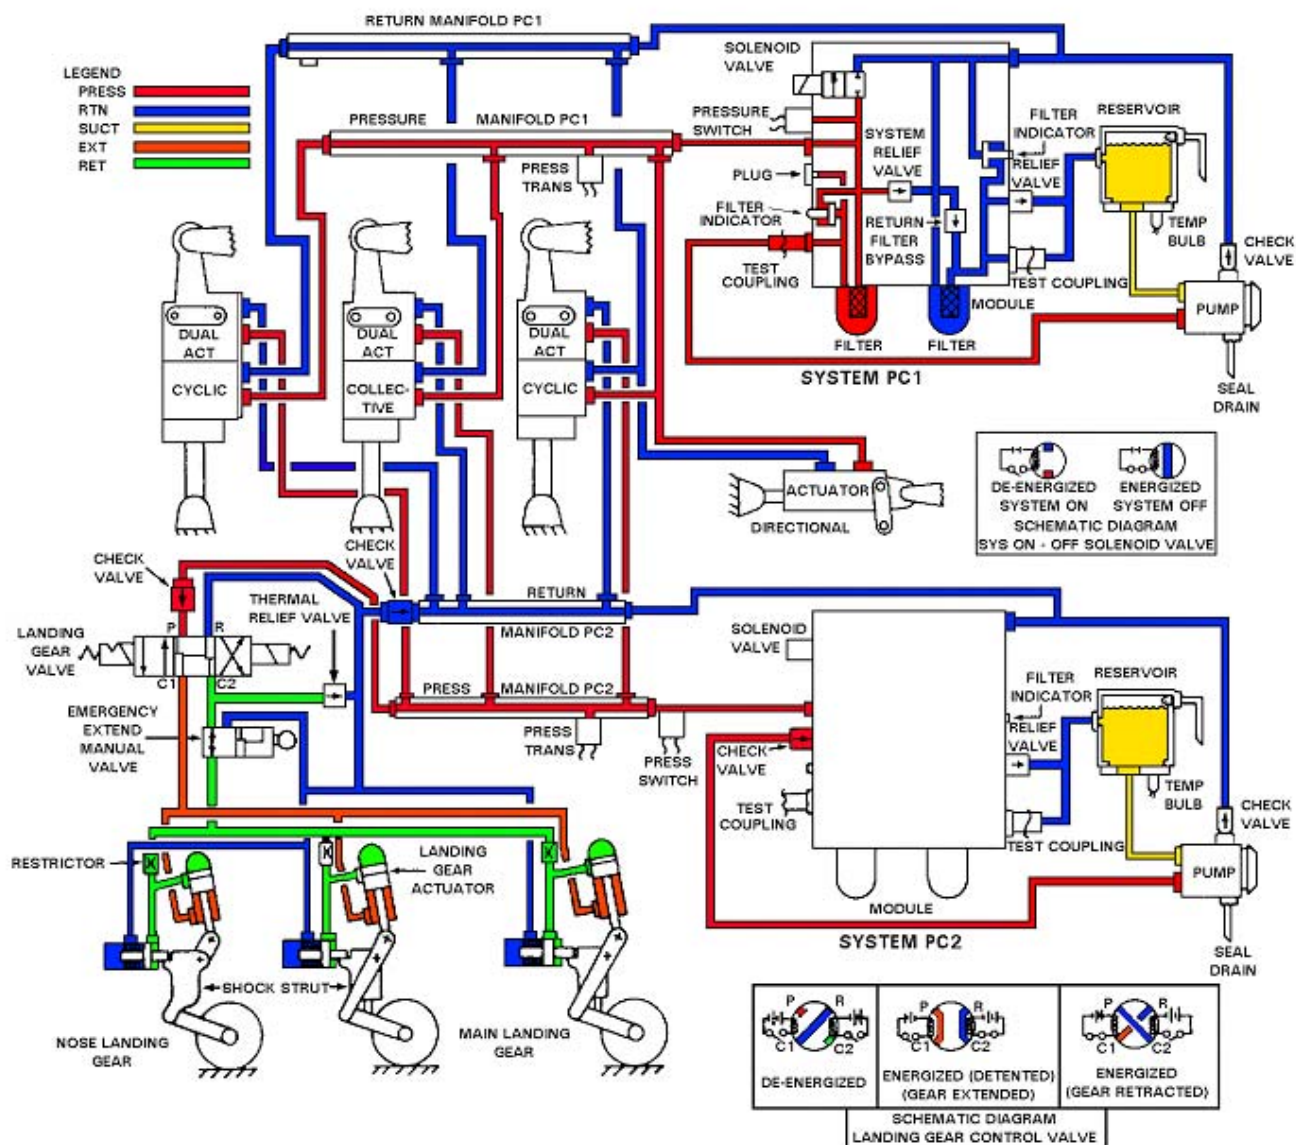 RETURN MANIFOLD PC1
LEGEND
PRESS
RTN
SUCT
EXT
RET
SOLENOID
VALVE
PRESSURE
SWITCH
PRESSURE MANIFOLD PC1
PRESS
TRANS
PLUG
FILTER
INDICATOR
TEST
COUPLING
SYSTEM
RELIEF
VALVE
RETURN
FILTER
BYPASS
FILTER
INDICATOR
RELIEF
VALVE
RESERVOIR
TEMP
BULB
CHECK
VALVE
TEST COUPLING
MODULE
PUMP
FILTER
FILTER
SYSTEM PC1
SEAL
DRAIN
DUAL
ACT
CYCLIC
DUAL
ACT
COLLEC-
TIVE
DUAL
ACT
CYCLIC
ACTUATOR
DIRECTIONAL
DE-ENERGIZED
SYSTEM ON
ENERGIZED
SYSTEM OFF
SCHEMATIC DIAGRAM
SYS ON - OFF SOLENOID VALVE
CHECK
VALVE
CHECK
VALVE
THERMAL
RELIEF VALVE
RETURN
MANIFOLD PC2
LANDING
GEAR
VALVE
P
R
C1
C2
EMERGENCY
EXTEND
MANUAL
VALVE
PRESS MANIFOLD PC2
PRESS
TRANS
PRESS
SWITCH
SOLENOID
VALVE
CHECK
VALVE
TEST
COUPLING
FILTER
INDICATOR
RELIEF
VALVE
RESERVOIR
TEMP
BULB
CHECK
VALVE
TEST COUPLING
PUMP
MODULE
SYSTEM PC2
SEAL
DRAIN
RESTRICTOR
LANDING
GEAR
ACTUATOR
SHOCK STRUT
NOSE LANDING
GEAR
MAIN LANDING
GEAR
P R
C1 C2
DE-ENERGIZED
P R
C1 C2
ENERGIZED (DETENTED)
(GEAR EXTENDED)
P R
C1 C2
ENERGIZED
(GEAR RETRACTED)
SCHEMATIC DIAGRAM
LANDING GEAR CONTROL VALVE